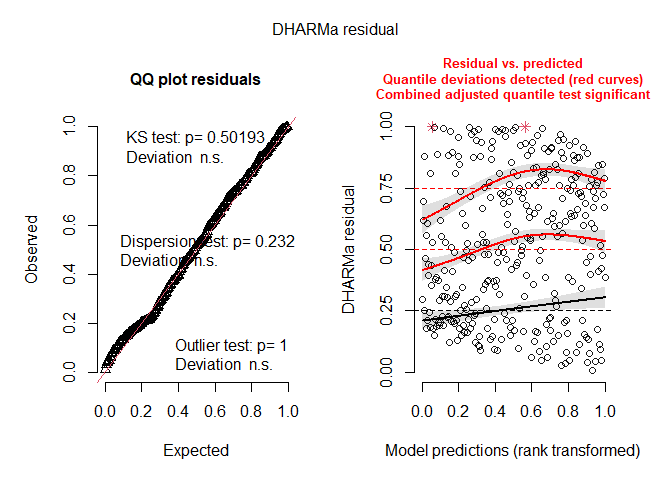 DHARMa residual
QQ plot residuals
KS test: p= 0.50193
Deviation n.s.
Dispersion test: p= 0.232
Deviation n.s.
Outlier test: p= 1
Deviation n.s.
Observed
0.0 0.2 0.4 0.6 0.8 1.0
0.0 0.2 0.4 0.6 0.8 1.0
Expected
Residual vs. predicted
Quantile deviations detected (red curves)
Combined adjusted quantile test significant
DHARMa residual
0.00 0.25 0.50 0.75 1.00
0.0 0.2 0.4 0.6 0.8 1.0
Model predictions (rank transformed)